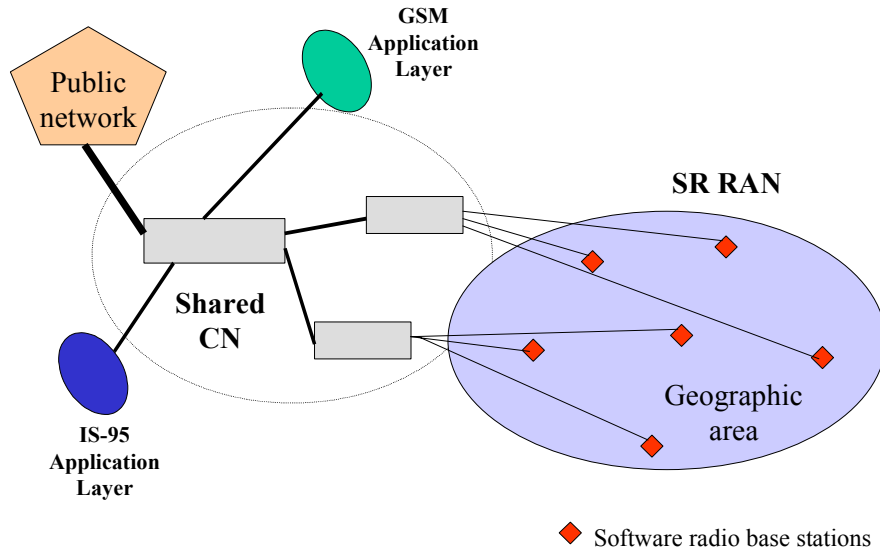 GSM
Application
Layer
Public
network
SR RAN
Shared
CN
Geographic
area
IS-95
Application
Layer
Software radio base stations